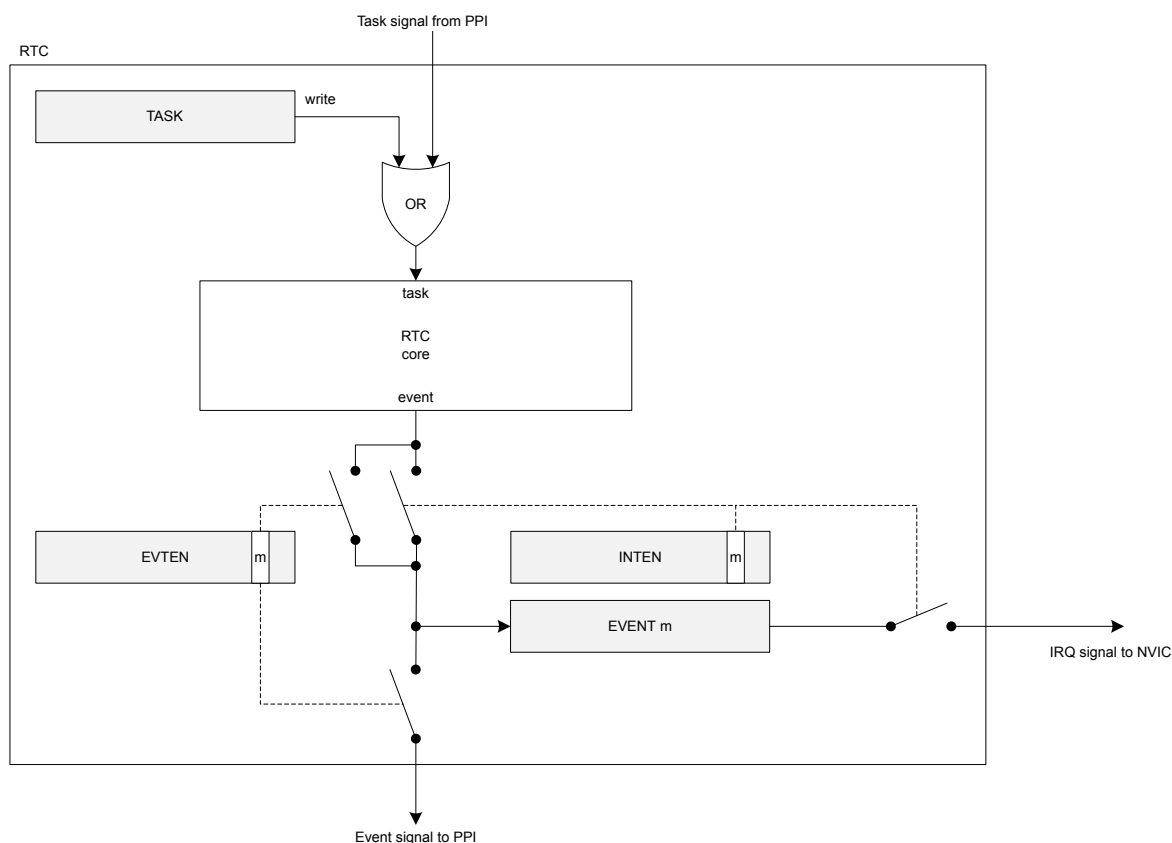 Task signal from PPI
RTC
write
TASK
OR
task
RTC
core
event
EVTEN
m
INTEN
m
EVENT m
IRQ signal to NVIC
Event signal to PPI